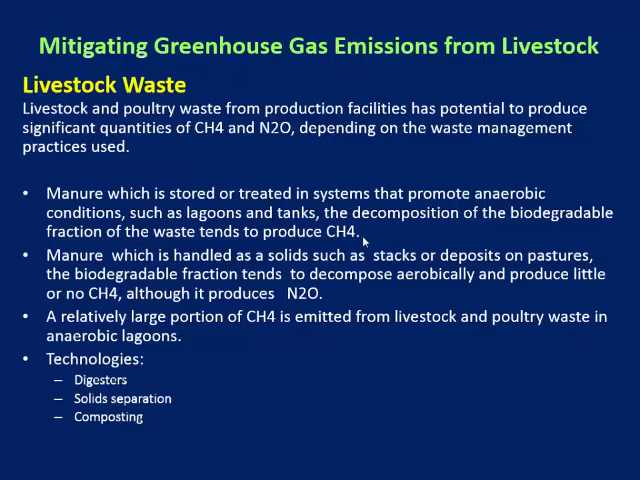 Mitigating Greenhouse Gas Emissions from Livestock
Livestock Waste
Livestock and poultry waste from production facilities has potential to produce
significant quantities of CH4 and N2O, depending on the waste management
practices used.
• Manure which is stored or treated in systems that promote anaerobic
conditions, such as lagoons and tanks, the decomposition of the biodegradable
fraction of the waste tends to produce CH4.
• Manure which is handled as a solids such as stacks or deposits on pastures,
the biodegradable fraction tends to decompose aerobically and produce little
or no CH4, although it produces N2O.
• A relatively large portion of CH4 is emitted from livestock and poultry waste in
anaerobic lagoons.
• Technologies:
– Digesters
– Solids separation
– Composting